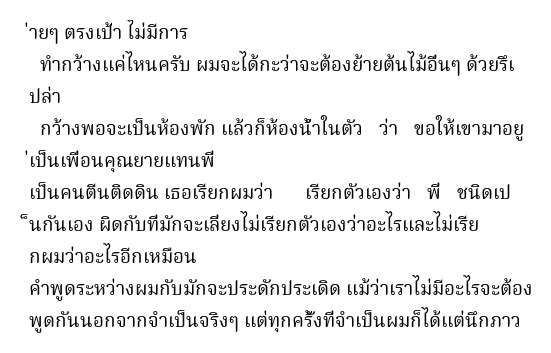 ่ายๆ ตรงเป้า ไม่มีการ
ทำกว้างแค่ไหนครับ ผมจะได้กะว่าจะต้องย้ายต้นไม้อื่นๆ ด้วยรึเ
ปล่า
กว้างพอจะเป็นห้องพัก แล้วก็ห้องน้ำในตัว ว่า ขอให้เขามาอยู
่เป็นเพื่อนคุณยายแทนพี่
เป็นคนตีนติดดิน เธอเรียกผมว่า เรียกตัวเองว่า พี่ ชนิดเป
็นกันเอง ผิดกับที่มักจะเลี่ยงไม่เรียกตัวเองว่าอะไรและไม่เรีย
กผมว่าอะไรอีกเหมือน
คำพูดระหว่างผมกับมักจะประดักประเดิด แม้ว่าเราไม่มีอะไรจะต้อง
พูดกันนอกจากจำเป็นจริงๆ แต่ทุกครั้งที่จำเป็นผมก็ได้แต่นึกภาว